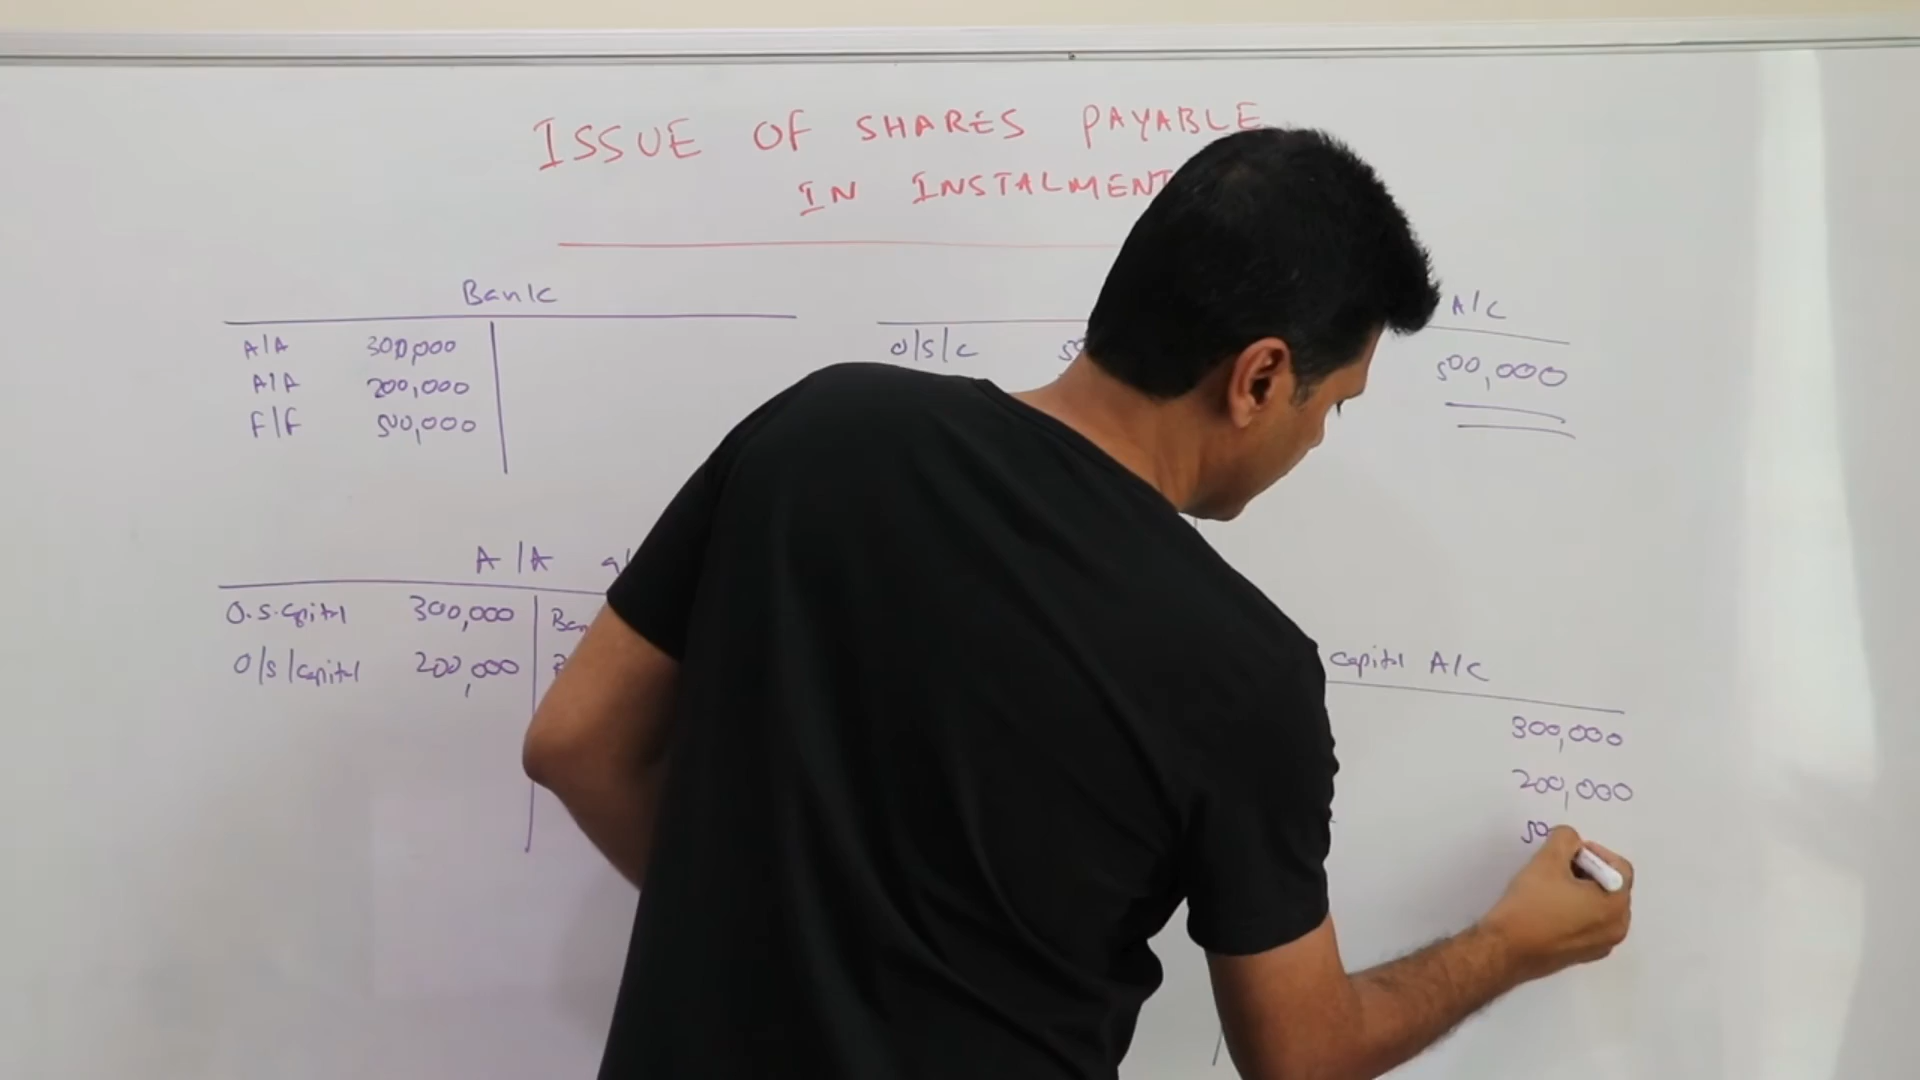 ISSUE OF SHARES PAYABLE
IN INSTALMENT
Bank
A/A 300,000
A/A 200,000
F/F 500,000
A/C
O/S/C 500,000
A/A
O.S.Capital 300,000
O/S/Capital 200,000
Capital A/C
300,000
200,000